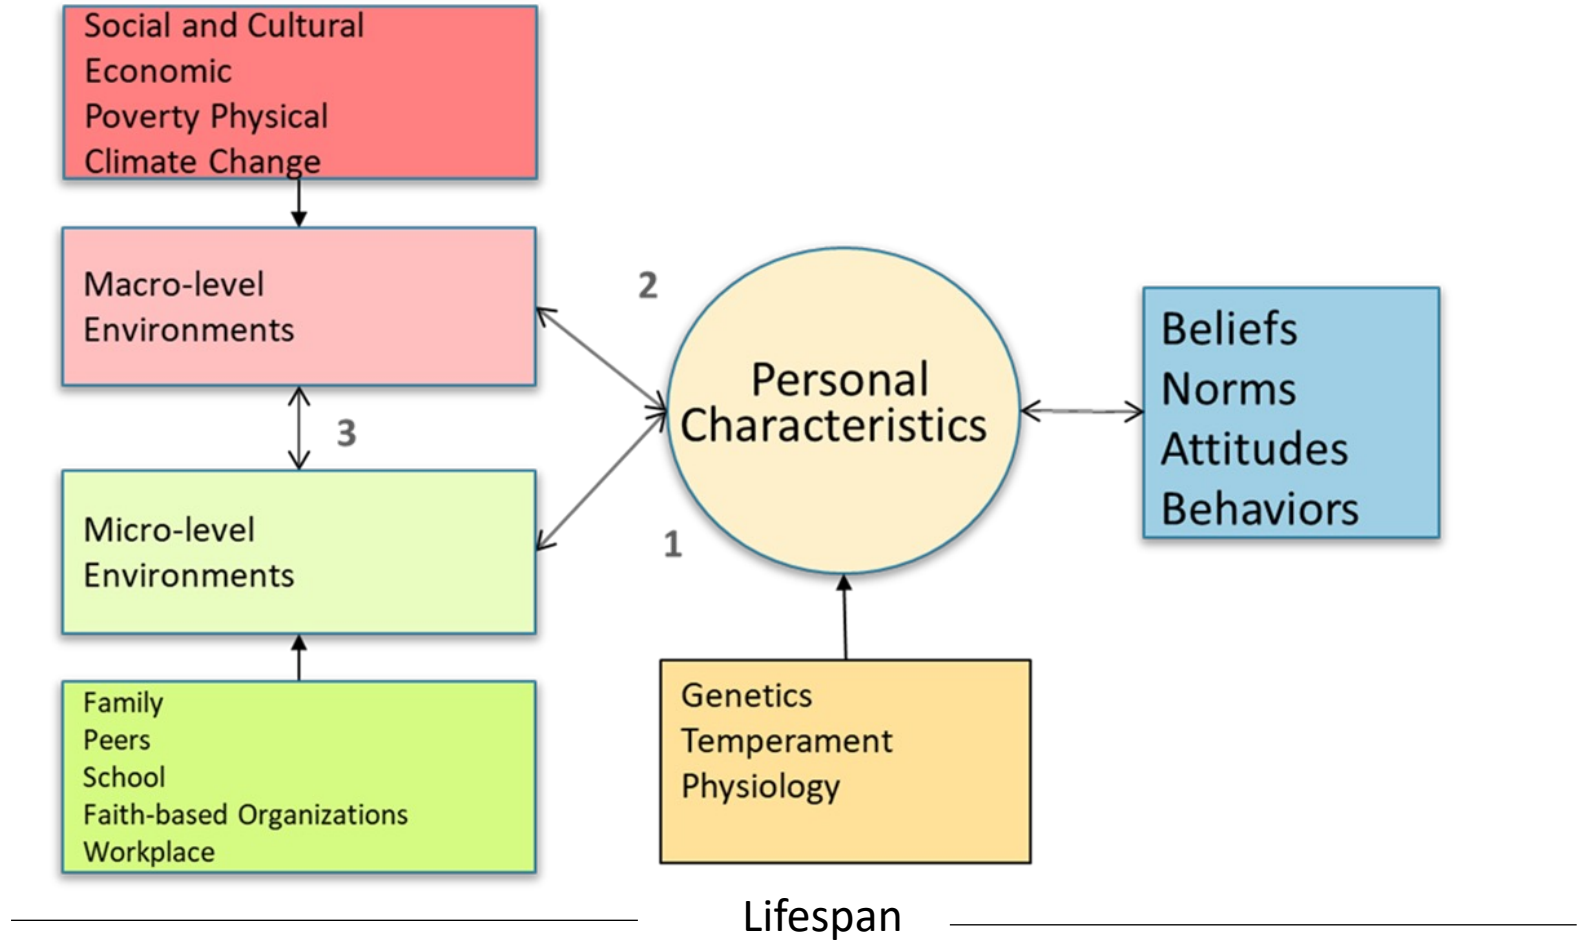 Social and Cultural
Economic
Poverty Physical
Climate Change
Macro-level
Environments
2
3
Micro-level
Environments
1
Family
Peers
School
Faith-based Organizations
Workplace
Personal
Characteristics
Genetics
Temperament
Physiology
Beliefs
Norms
Attitudes
Behaviors
Lifespan